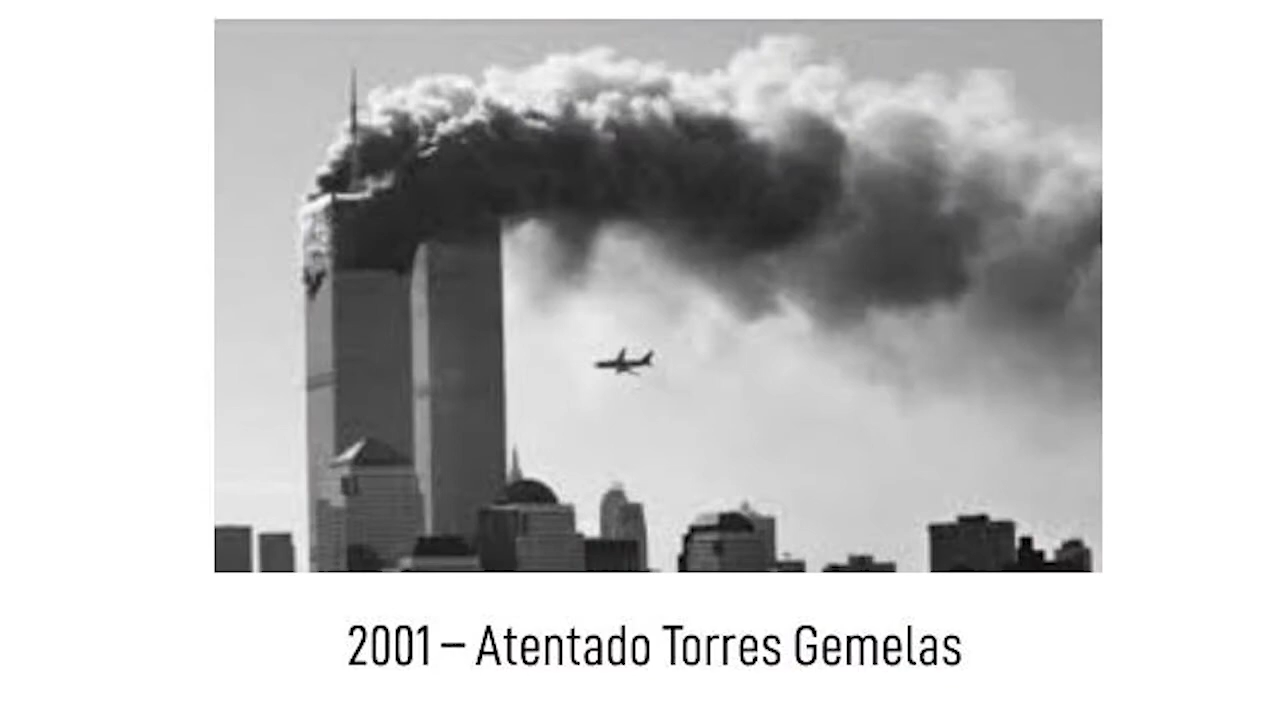 2001 – Atentado Torres Gemelas